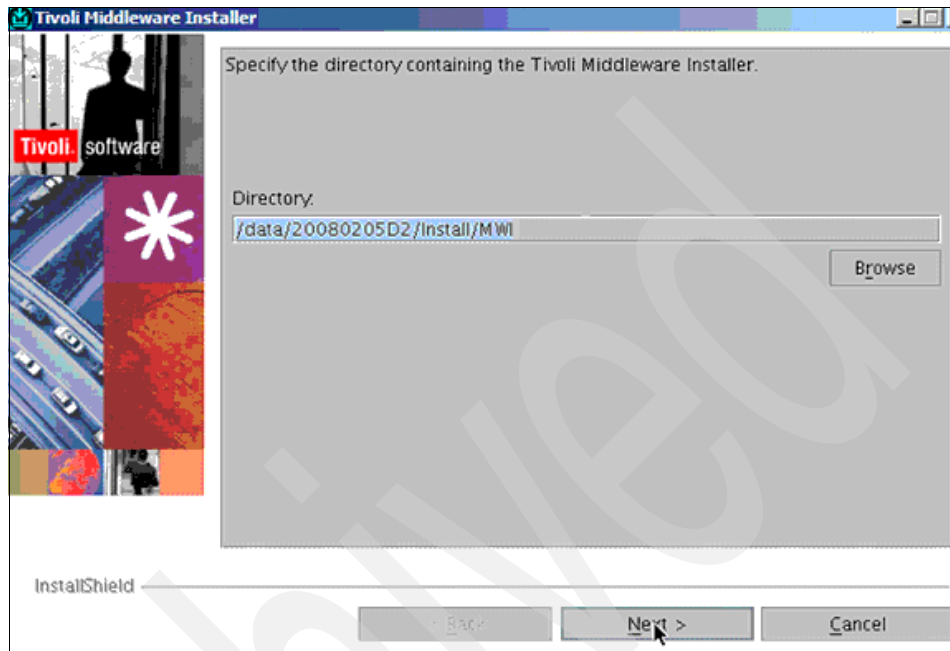 Tivoli Middleware Installer
Specify the directory containing the Tivoli Middleware Installer.
Tivoli. software
Directory:
/data/20080205D2/Install/MWI
Browse
InstallShield
< Back
Next >
Cancel